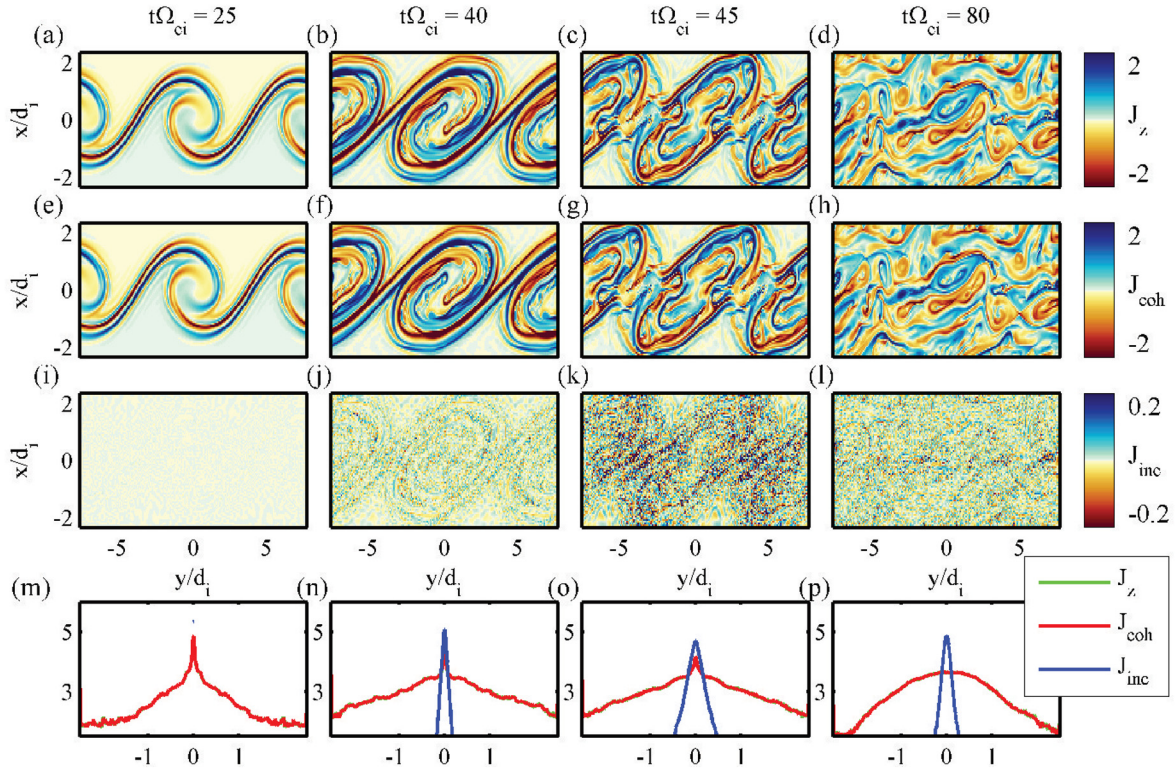 tΩci = 25 tΩci = 40 tΩci = 45 tΩci = 80
(a) (b) (c) (d)
2 0 -2
x/di
2 Jz -2
(e) (f) (g) (h)
2 0 -2
x/di
2 Jcoh -2
(i) (j) (k) (l)
2 0 -2
x/di
0.2 Jinc -0.2
-5 0 5 -5 0 5 -5 0 5 -5 0 5
y/di y/di y/di y/di
(m) (n) (o) (p)
5 3 5 3 5 3 5 3
-1 0 1 -1 0 1 -1 0 1 -1 0 1
Jz
Jcoh
Jinc